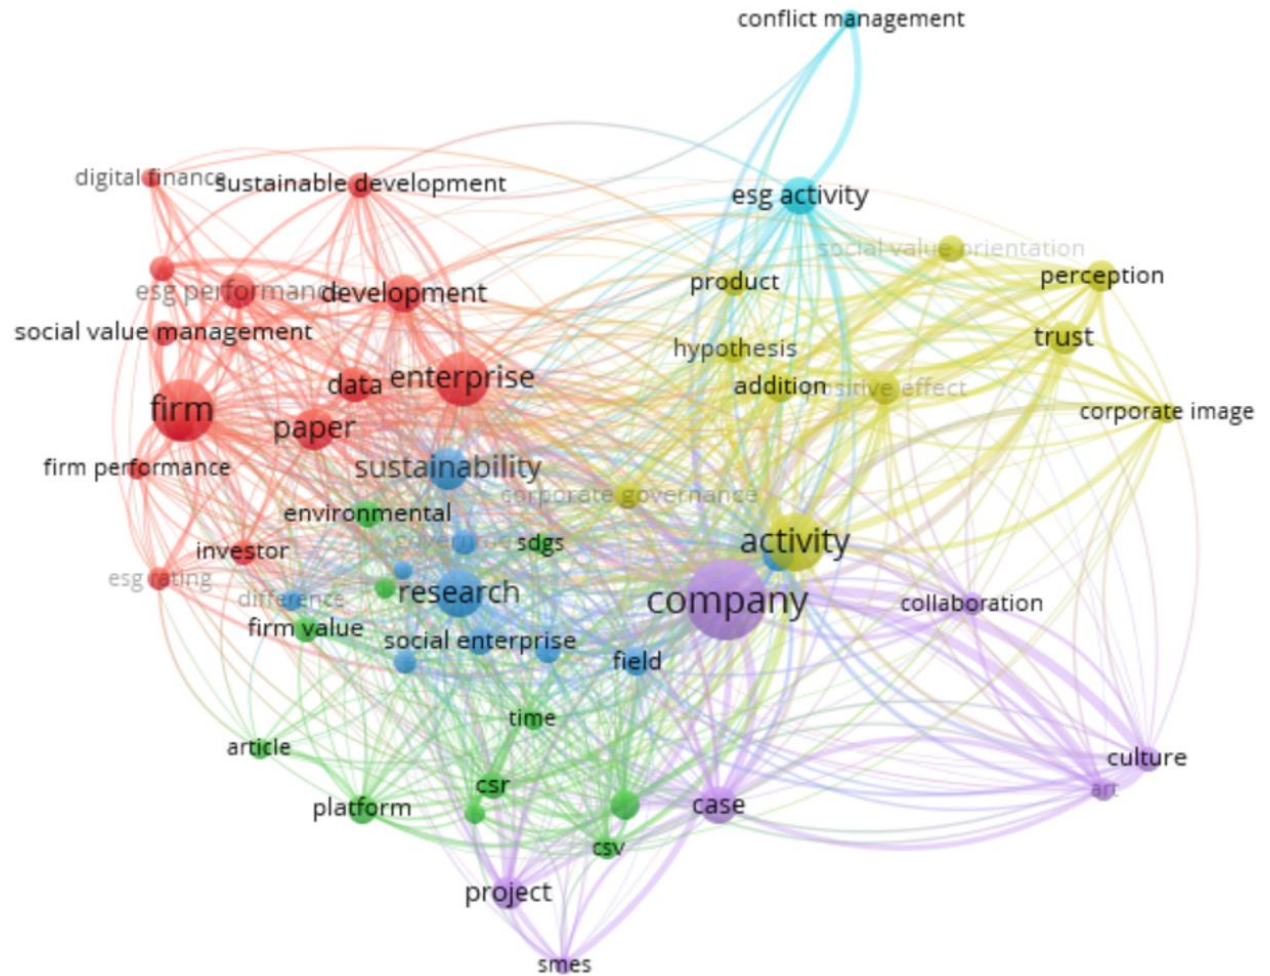 conflict management
digital finance
sustainable development
esg activity
social value orientation
perception
product
esg performance
development
social value management
trust
hypothesis
data
enterprise
addition
positive effect
firm
corporate image
paper
firm performance
sustainability
corporate governance
environmental
activity
sdgs
investor
esg rating
difference
research
company
collaboration
firm value
social enterprise
field
time
article
culture
csr
art
platform
case
csv
project
smes